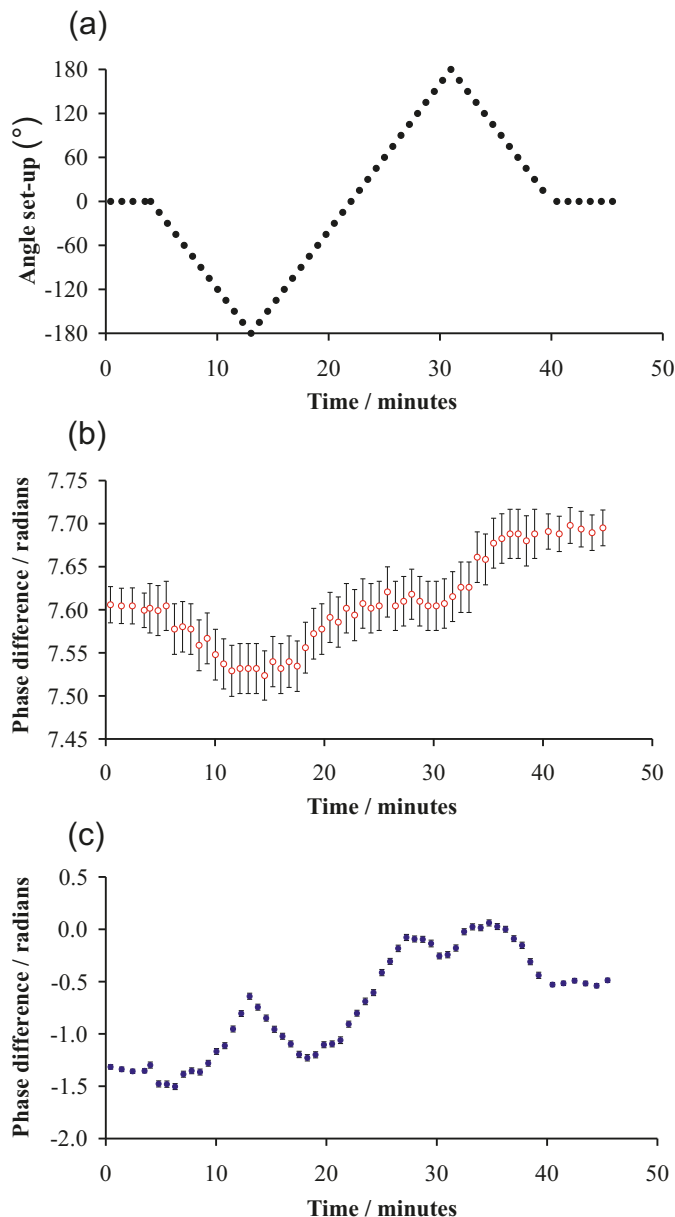 (a)
180
120
60
0
-60
-120
-180
Angle set-up (°)
0 10 20 30 40 50
Time / minutes
(b)
7.75
7.70
7.65
7.60
7.55
7.50
7.45
Phase difference / radians
0 10 20 30 40 50
Time / minutes
(c)
0.5
0.0
-0.5
-1.0
-1.5
-2.0
Phase difference / radians
0 10 20 30 40 50
Time / minutes